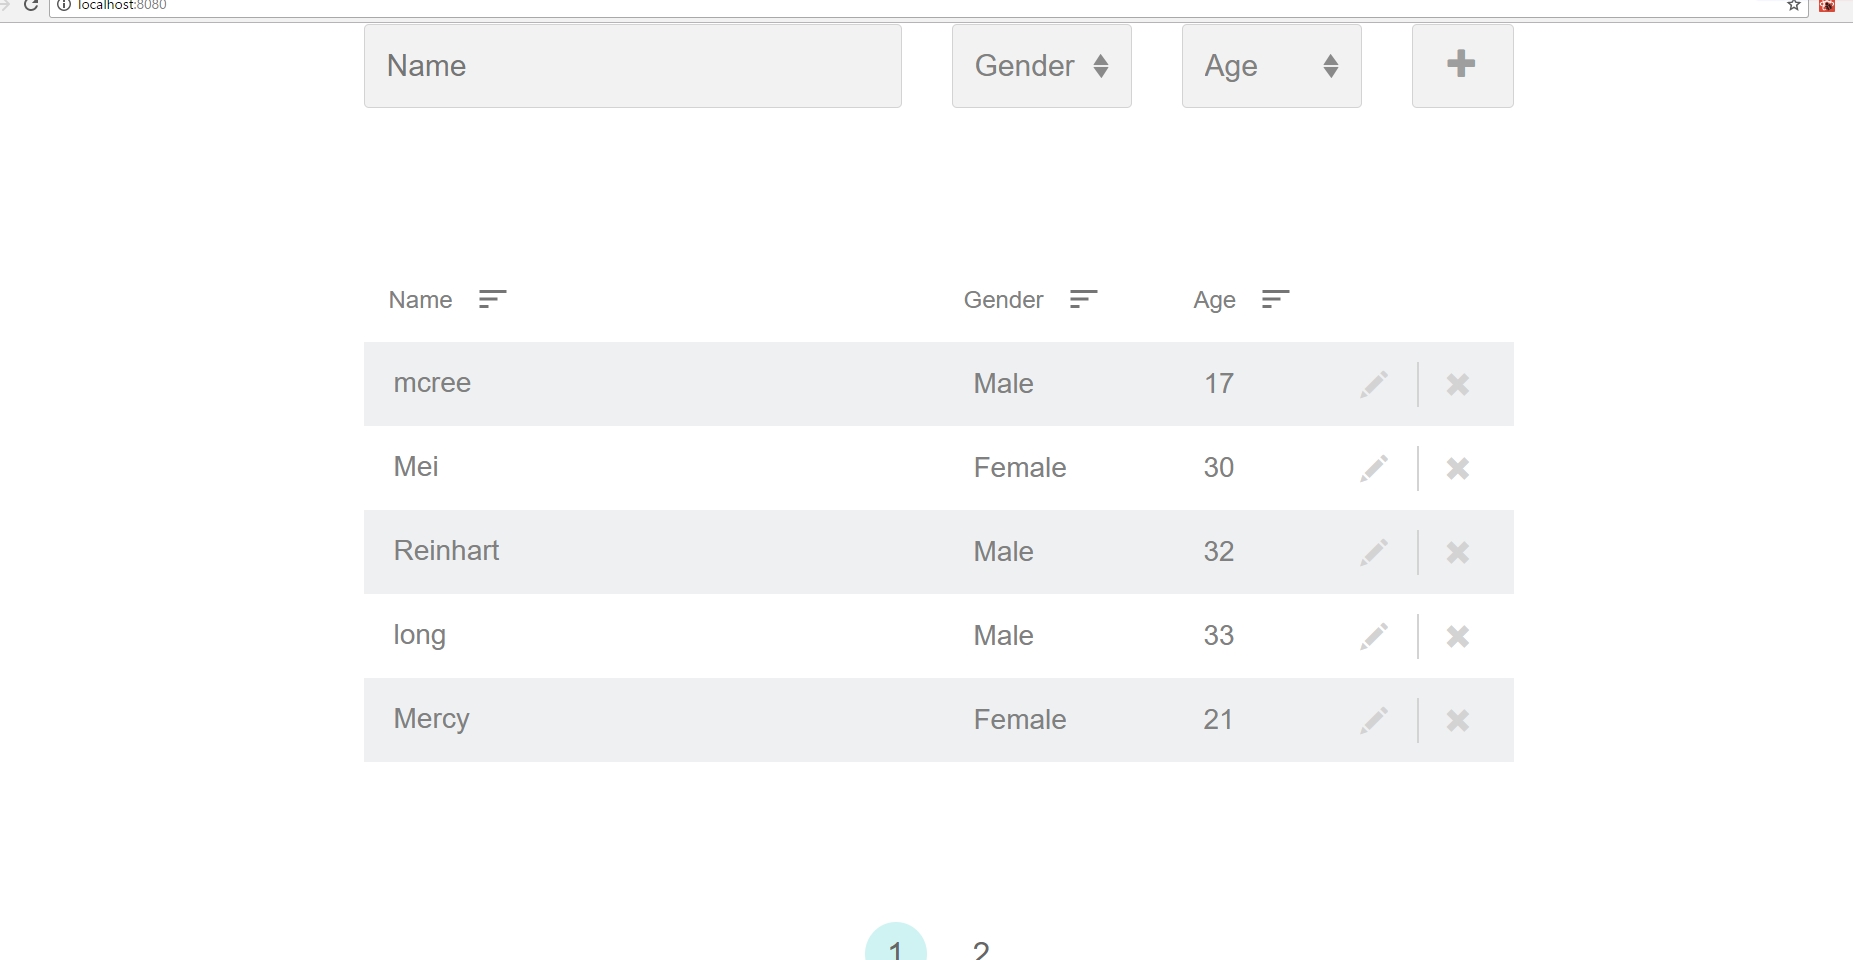 localhost:8080
Name Gender Age
Name Gender Age
mcree Male 17
Mei Female 30
Reinhart Male 32
long Male 33
Mercy Female 21
1 2